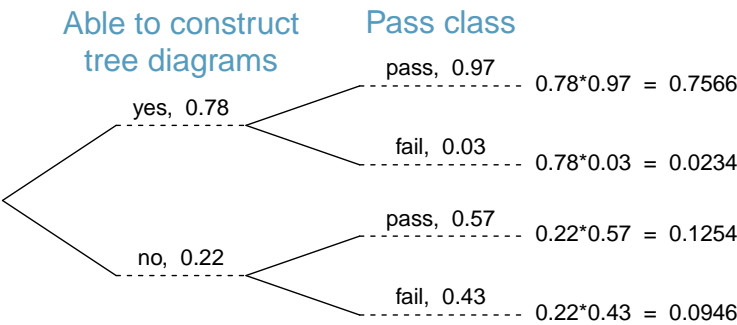 Able to construct
tree diagrams
Pass class
yes, 0.78
pass, 0.97
0.78*0.97 = 0.7566
fail, 0.03
0.78*0.03 = 0.0234
no, 0.22
pass, 0.57
0.22*0.57 = 0.1254
fail, 0.43
0.22*0.43 = 0.0946